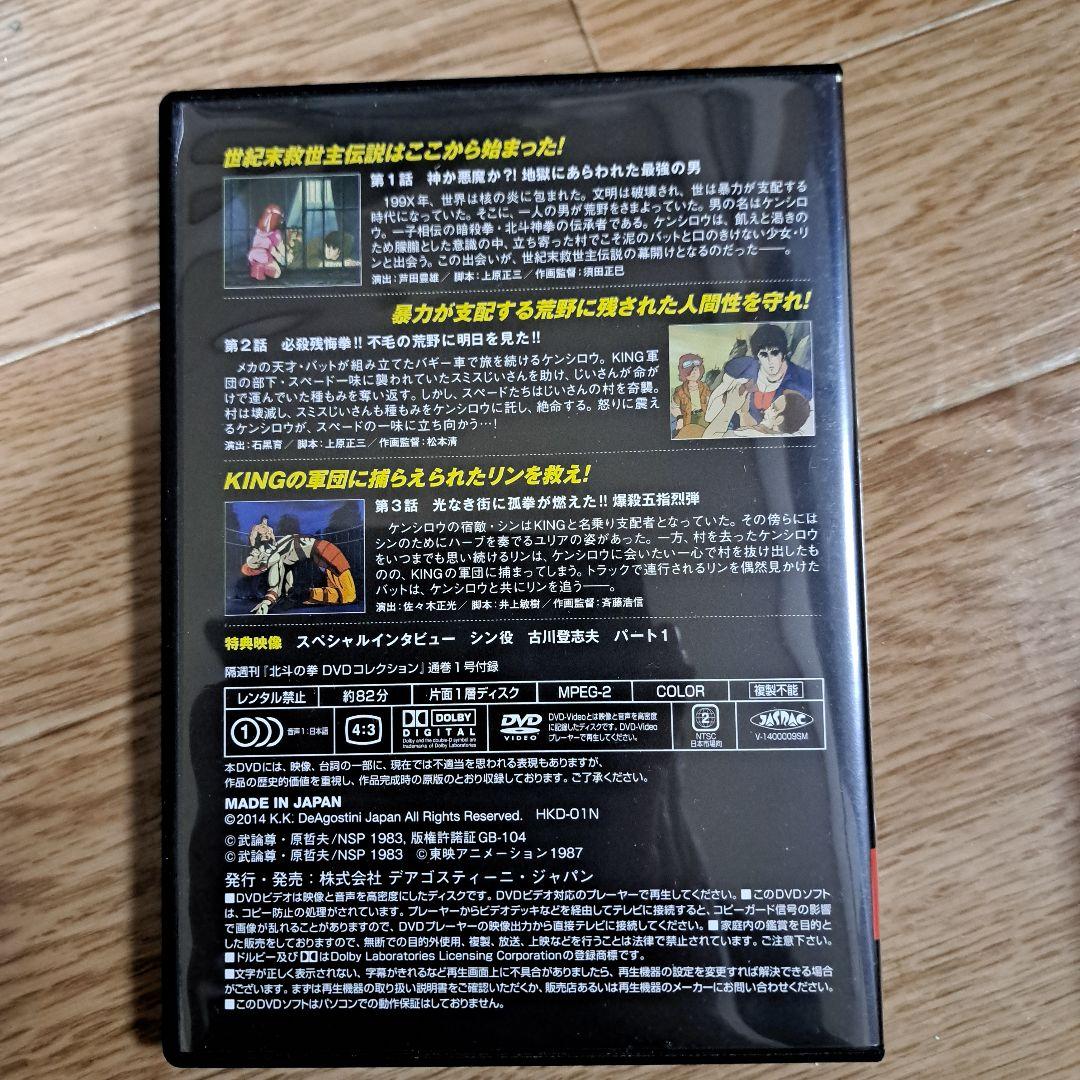 世紀末救世主伝説はここから始まった!
第1話 神か悪魔か?! 地獄にあらわれた最強の男
199X年、世界は核の炎に包まれた。文明は破壊され、世は暴力が支配する
時代になっていた。そこに、一人の男が荒野をさまよっていた。男の名はケンシロ
ウ。一子相伝の暗殺拳・北斗神拳の伝承者である。ケンシロウは、飢えと渇きの
ため朦朧とした意識の中、立ち寄った村でこそ泥のバットと口のきけない少女・リ
ンと出会う。この出会いが、世紀末救世主伝説の幕開けとなるのだった——。
演出:芦田豊雄/脚本:上原正三/作画監督:須田正巳
暴力が支配する荒野に残された人間性を守れ!
第2話 必殺残悔拳!! 不毛の荒野に明日を見た!!
メカの天才・バットが組み立てたバギー車で旅を続けるケンシロウ。KING軍
団の部下・スペード一味に襲われていたスミスじいさんを助け、じいさんが命が
けで運んでいた種もみを奪い返す。しかし、スペードたちはじいさんの村を奇襲。
村は壊滅し、スミスじいさんも種もみをケンシロウに託し、絶命する。怒りに震え
るケンシロウが、スペードの一味に立ち向かう…!
演出:石黒育/脚本:上原正三/作画監督:松本清
KINGの軍団に捕らえられたリンを救え!
第3話 光なき街に孤拳が燃えた!! 爆殺五指烈弾
ケンシロウの宿敵・シンはKINGと名乗り支配者となっていた。その傍らには
シンのためにハープを奏でるユリアの姿があった。一方、村を去ったケンシロウ
をいつまでも思い続けるリンは、ケンシロウに会いたい一心で村を抜け出したも
のの、KINGの軍団に捕まってしまう。トラックで連行されるリンを偶然見かけた
バットは、ケンシロウと共にリンを追う——。
演出:佐々木正光/脚本:井上敏樹/作画監督:斉藤浩信
特典映像 スペシャルインタビュー シン役 古川登志夫 パート1
隔週刊『北斗の拳 DVDコレクション』通巻1号付録
レンタル禁止 約82分 片面1層ディスク MPEG-2 COLOR 複製不能
1 音声1:日本語 4:3 DOLBY DIGITAL Dolby and the double-D symbol are trademarks of Dolby Laboratories DVD VIDEO DVD-Videoとは映像と音声を高密度に記録したディスクです。DVD-Videoプレーヤーで再生してください。 2 NTSC 日本市場向 JASRAC V-1400009SM
本DVDには、映像、台詞の一部に、現在では不適当を思われる表現もありますが、
作品の歴史的価値を重視し、作品完成時の原版のとおり収録しております。ご了承ください。
MADE IN JAPAN
©2014 K.K. DeAgostini Japan All Rights Reserved. HKD-01N
©武論尊・原哲夫/NSP 1983, 版権許諾証GB-104
©武論尊・原哲夫/NSP 1983 ©東映アニメーション1987
発行・発売:株式会社 デアゴスティーニ・ジャパン
■DVDビデオは映像と音声を高密度にしたディスクです。DVDビデオ対応のプレーヤーで再生してください。■このDVDソフト
は、コピー防止の処理がされています。プレーヤーからビデオデッキなどを経由してテレビに接続すると、コピーガード信号の影響
で画像が乱れることがありますので、DVDプレーヤーの映像出力から直接テレビに接続してください。■家庭内の鑑賞を目的と
した販売をしておりますので、無断での目的外使用、複製、放送、上映などを行うことは法律で禁止されています。ご注意下さい。
■ドルビー及びDDはDolby Laboratories Licensing Corporationの登録商標です。
■文字が正しく表示されない、字幕がきれるなど再生画面上に不具合がありましたら、再生機器の設定を変更すれば解決できる場合
がございます。まずは再生機器の取り扱い説明書をご確認いただくか、販売店あるいは再生機器のメーカーにお問い合わせください。
■このDVDソフトはパソコンでの動作保証はしておりません。